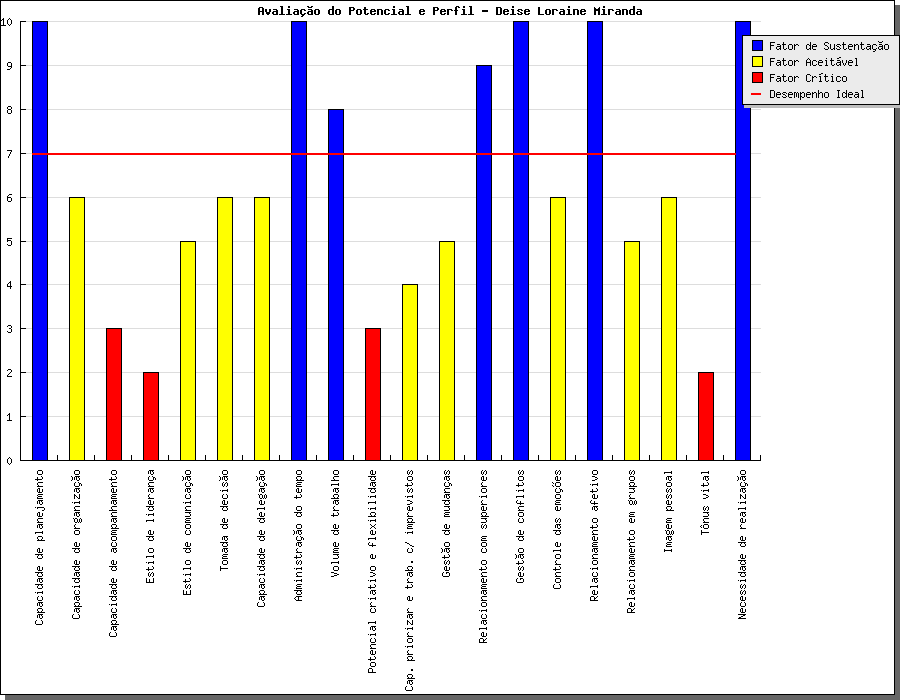 Avaliação do Potencial e Perfil - Deise Loraine Miranda
10
9
8
7
6
5
4
3
2
1
0
Fator de Sustentação
Fator Aceitável
Fator Crítico
Desempenho Ideal
Capacidade de planejamento
Capacidade de organização
Capacidade de acompanhamento
Estilo de liderança
Estilo de comunicação
Tomada de decisão
Capacidade de delegação
Administração do tempo
Volume de trabalho
Potencial criativo e flexibilidade
Cap. priorizar e trab. c/ imprevistos
Gestão de mudanças
Relacionamento com superiores
Gestão de conflitos
Controle das emoções
Relacionamento afetivo
Relacionamento em grupos
Imagem pessoal
Tônus vital
Necessidade de realização